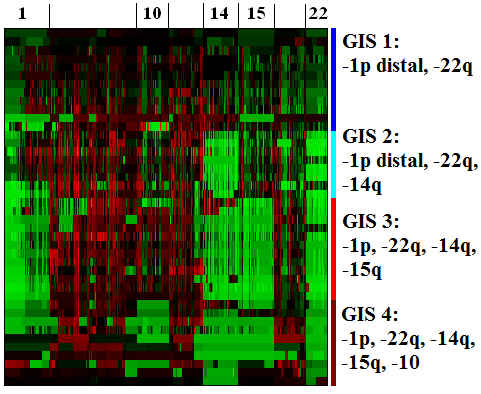 1 10 14 15 22
GIS 1:
-1p distal, -22q
GIS 2:
-1p distal, -22q,
-14q
GIS 3:
-1p, -22q, -14q,
-15q
GIS 4:
-1p, -22q, -14q,
-15q, -10